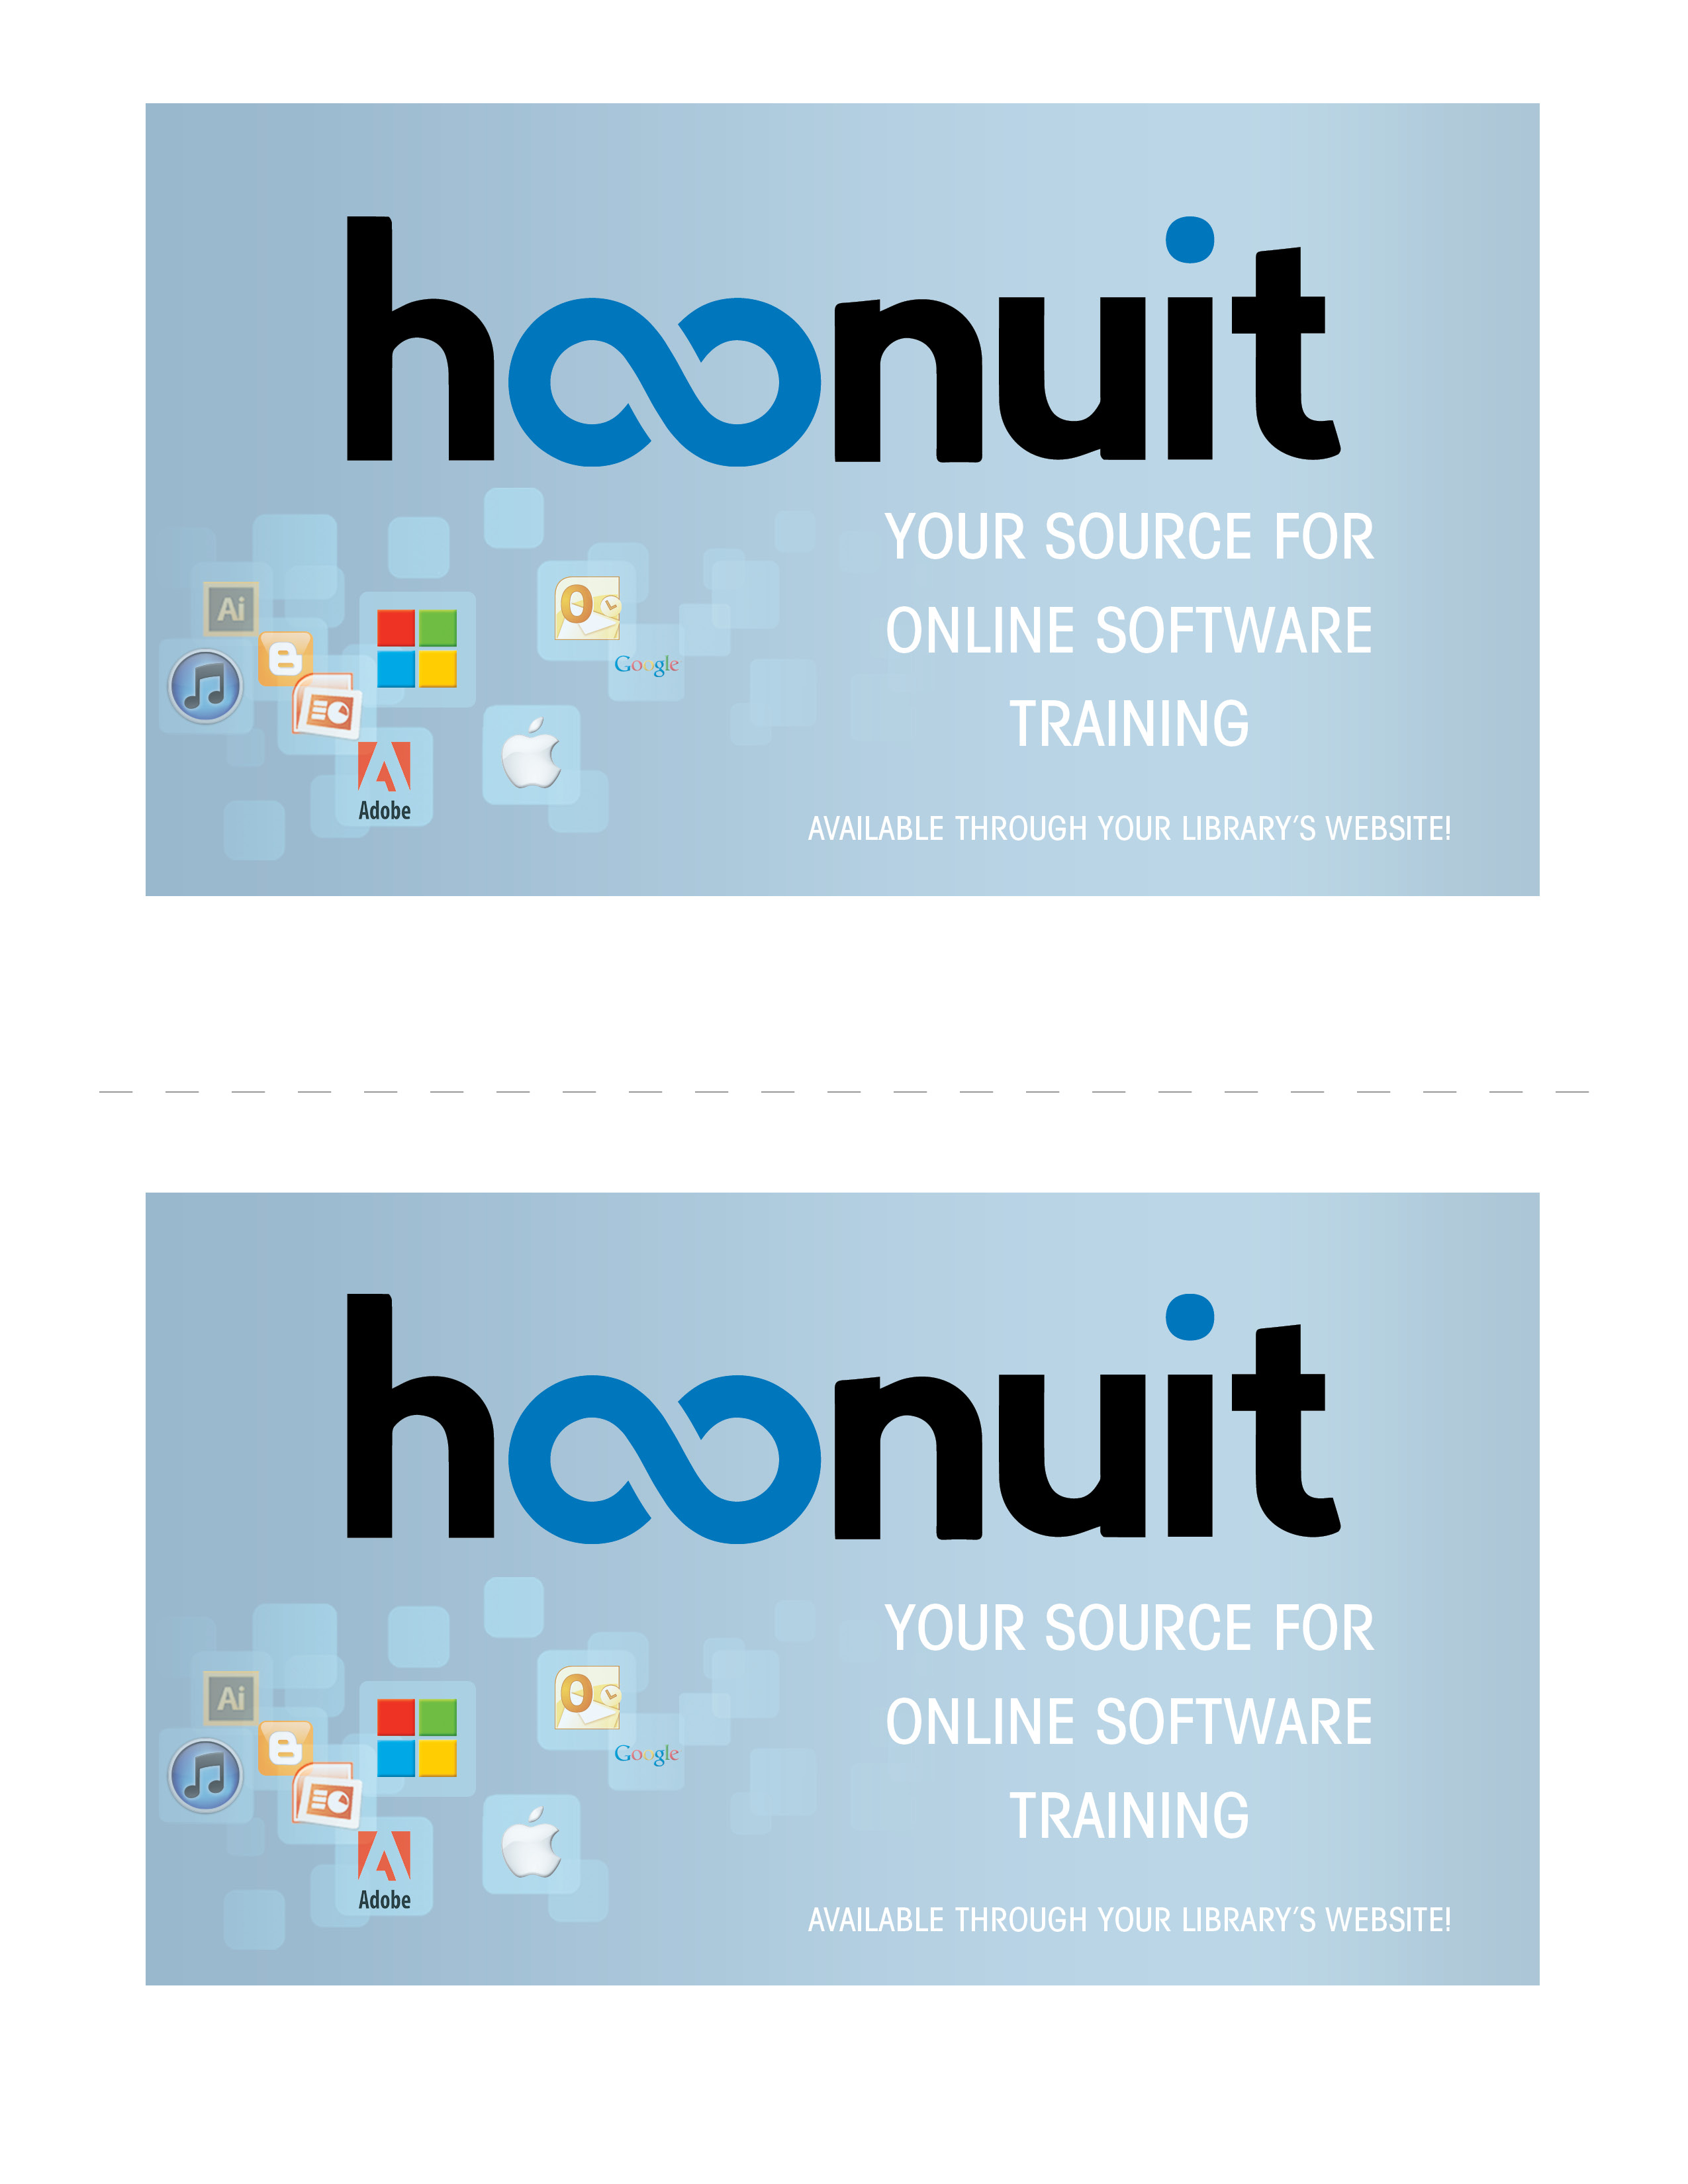 hoonuit
YOUR SOURCE FOR
ONLINE SOFTWARE
TRAINING
AVAILABLE THROUGH YOUR LIBRARY'S WEBSITE!
Ai
O
Google
Adobe
hoonuit
YOUR SOURCE FOR
ONLINE SOFTWARE
TRAINING
AVAILABLE THROUGH YOUR LIBRARY'S WEBSITE!
Ai
O
Google
Adobe